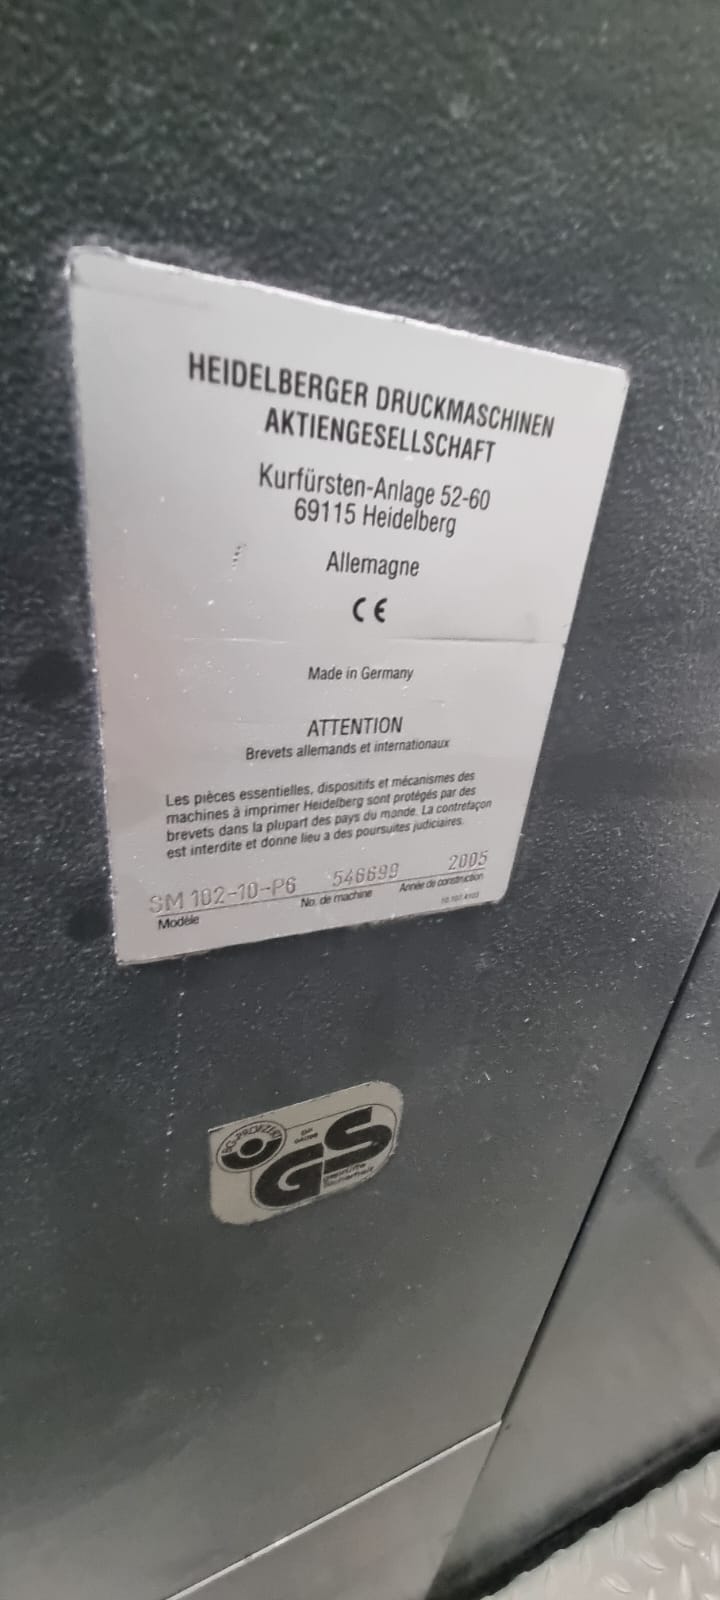 HEIDELBERGER DRUCKMASCHINEN
AKTIENGESELLSCHAFT
Kurfürsten-Anlage 52-60
69115 Heidelberg
Allemagne
CE
Made in Germany
ATTENTION
Brevets allemands et internationaux
Les pièces essentielles, dispositifs et mécanismes des
machines à imprimer Heidelberg sont protégés par des
brevets dans la plupart des pays du monde. La contrefaçon
est interdite et donne lieu a des poursuites judiciaires.
SM 102-10-P6 546699 2005
Modèle No. de machine Année de construction
GS
geprüfte
Sicherheit